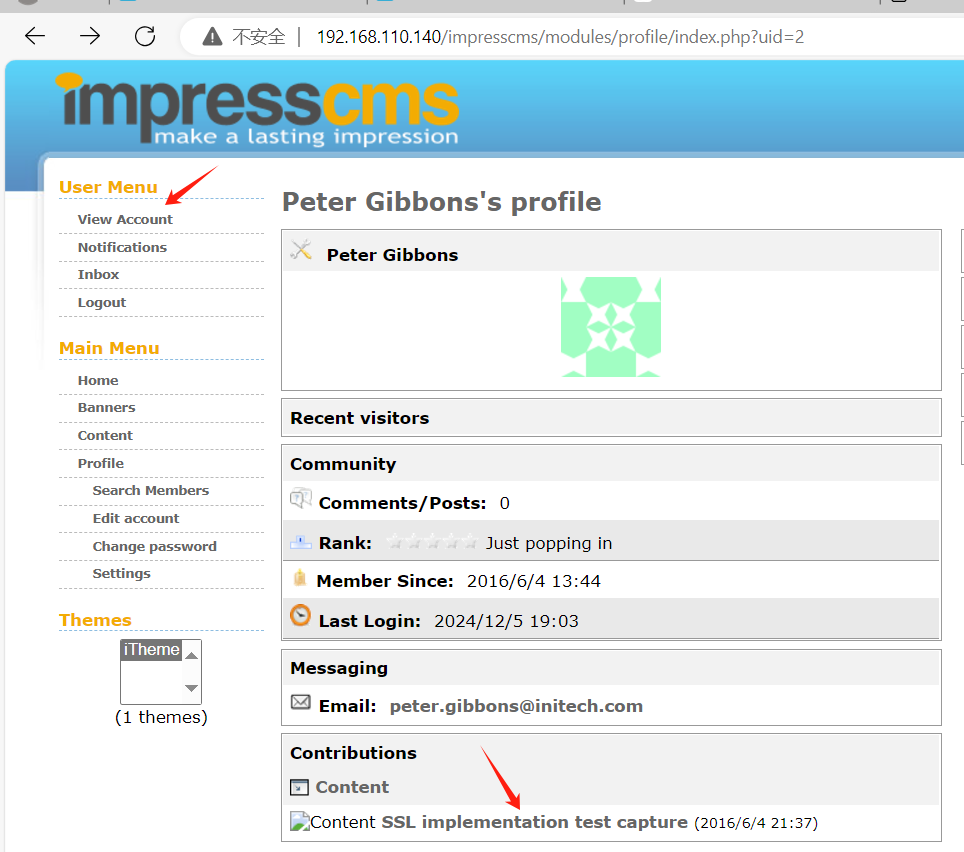 不安全 | 192.168.110.140/impresscms/modules/profile/index.php?uid=2
impresscms
make a lasting impression
User Menu
View Account
Notifications
Inbox
Logout
Main Menu
Home
Banners
Content
Profile
Search Members
Edit account
Change password
Settings
Themes
iTheme
(1 themes)
Peter Gibbons's profile
Peter Gibbons
Recent visitors
Community
Comments/Posts: 0
Rank: Just popping in
Member Since: 2016/6/4 13:44
Last Login: 2024/12/5 19:03
Messaging
Email: peter.gibbons@initech.com
Contributions
Content
Content SSL implementation test capture (2016/6/4 21:37)